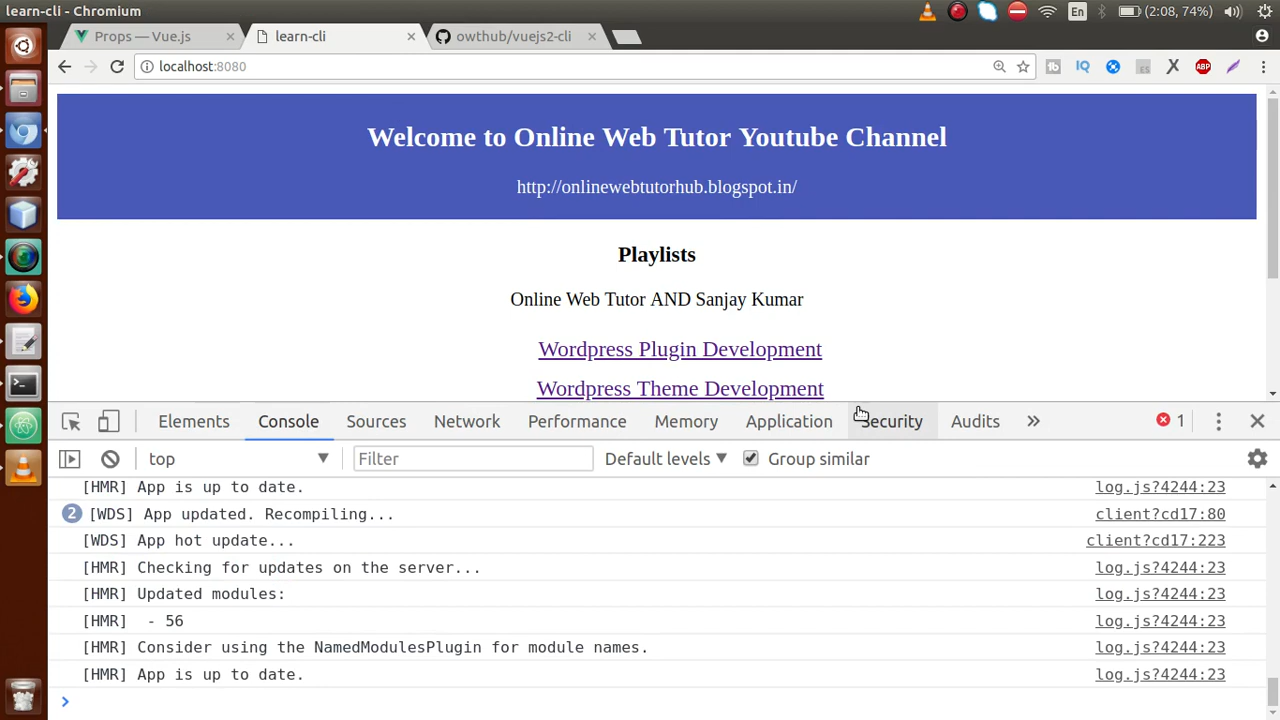 learn-cli - Chromium
En
(2:08, 74%)
Props — Vue.js
learn-cli
owthub/vuejs2-cli
localhost:8080
IQ
ABP
Welcome to Online Web Tutor Youtube Channel
http://onlinewebtutorhub.blogspot.in/
Playlists
Online Web Tutor AND Sanjay Kumar
Wordpress Plugin Development
Wordpress Theme Development
Elements Console Sources Network Performance Memory Application Security Audits 1
top Filter Default levels Group similar
[HMR] App is up to date. log.js?4244:23
2 [WDS] App updated. Recompiling... client?cd17:80
[WDS] App hot update... client?cd17:223
[HMR] Checking for updates on the server... log.js?4244:23
[HMR] Updated modules: log.js?4244:23
[HMR]  - 56 log.js?4244:23
[HMR] Consider using the NamedModulesPlugin for module names. log.js?4244:23
[HMR] App is up to date. log.js?4244:23